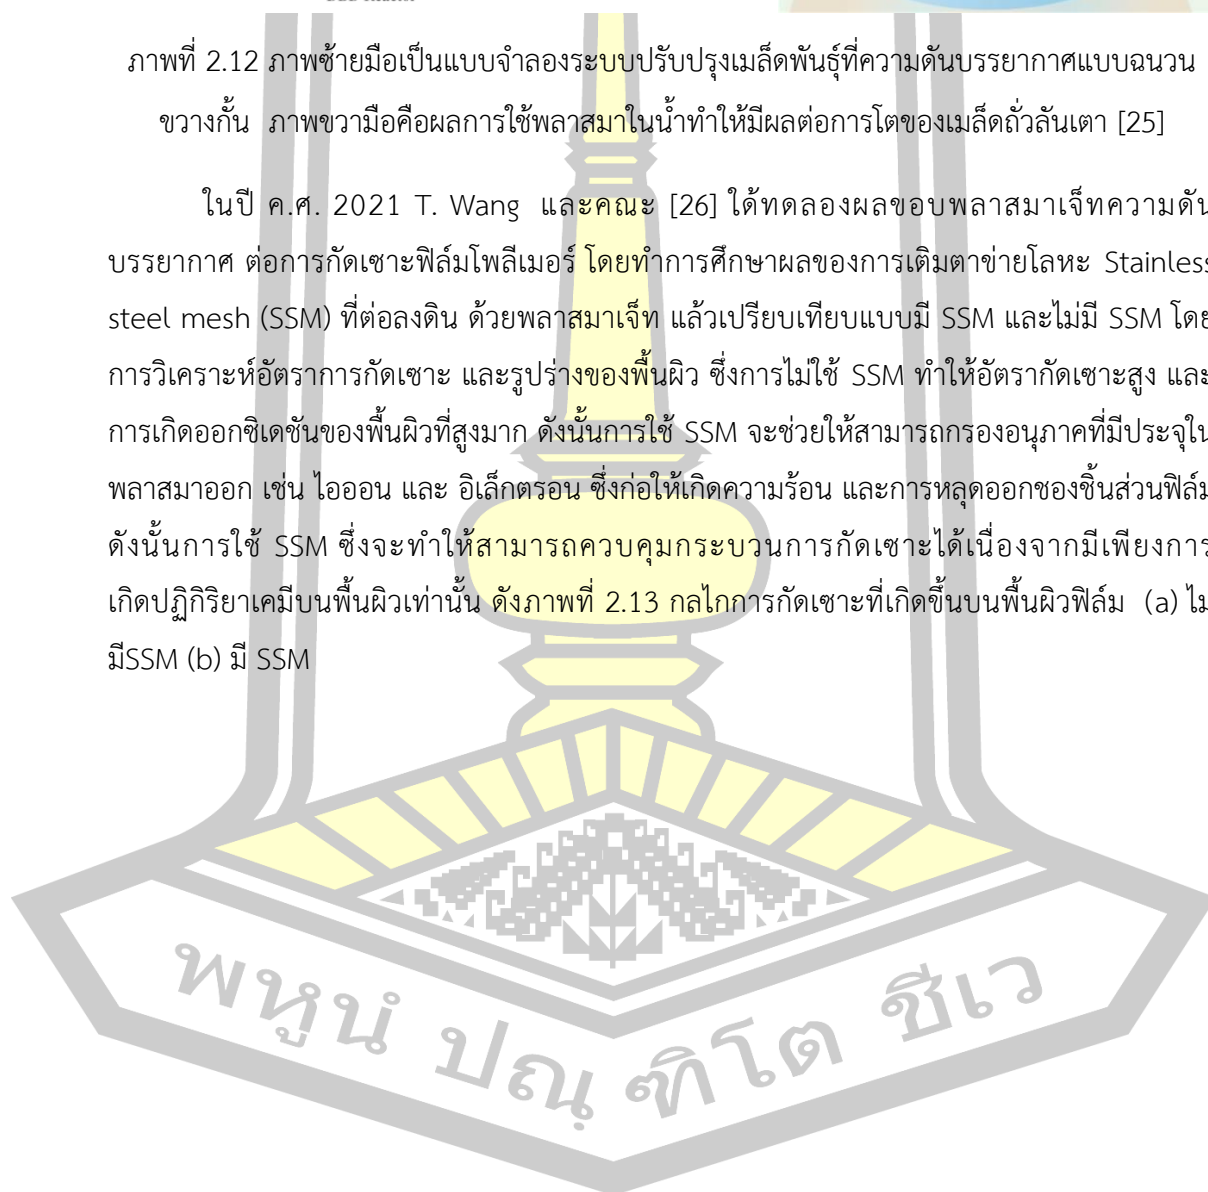 ภาพที่ 2.12 ภาพซ้ายมือเป็นแบบจำลองระบบปรับปรุงเมล็ดพันธุ์ที่ความดันบรรยากาศแบบฉนวน
ขวางกั้น ภาพขวามือคือผลการใช้พลาสมาในน้ำทำให้มีผลต่อการโตของเมล็ดถั่วลันเตา [25]
ในปี ค.ศ. 2021 T. Wang และคณะ [26] ใด้ทดลองผลขอบพลาสมาเจ็ทความดัน
บรรยากาศ ต่อการกัดเซาะฟิล์มโพลีเมอร์ โดยทำการศึกษาผลของการเติมตาข่ายโลหะ Stainless
steel mesh (SSM) ที่ต่อลงดิน ด้วยพลาสมาเจ็ท แล้วเปรียบเทียบแบบมี SSM และไม่มี SSM โดย
การวิเคราะห์อัตราการกัดเซาะ และรูปร่างของพื้นผิว ซึ่งการไม่ใช้ SSM ทำให้อัตรากัดเซาะสูง และ
การเกิดออกซิเดชันของพื้นผิวที่สูงมาก ดังนั้นการใช้ SSM จะช่วยให้สามารถกรองอนุภาคที่มีประจุใน
พลาสมาออก เช่น ไอออน และ อิเล็กตรอน ซึ่งก่อให้เกิดความร้อน และการหลุดออกชองชิ้นส่วนฟิล์ม
ดังนั้นการใช้ SSM ซึ่งจะทำให้สามารถควบคุมกระบวนการกัดเซาะได้เนื่องจากมีเพียงการ
เกิดปฏิกิริยาเคมีบนพื้นผิวเท่านั้น ดังภาพที่ 2.13 กลไกการกัดเซาะที่เกิดขึ้นบนพื้นผิวฟิล์ม (a) ไม่
มีSSM (b) มี SSM
พหูนํ ปณฺฑิโต ชีเว